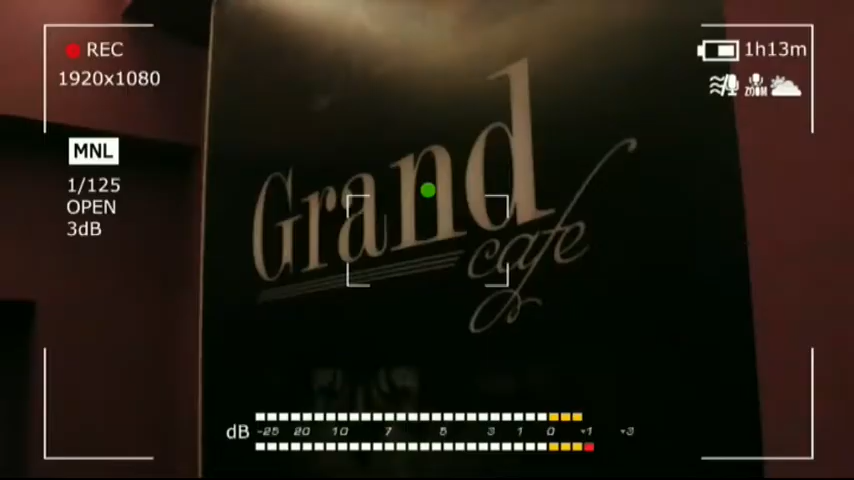 REC
1920x1080
1h13m
ZOOM
MNL
1/125
OPEN
3dB
Grand
cafe
dB -25 20 10 7 5 3 1 0 +1 +3